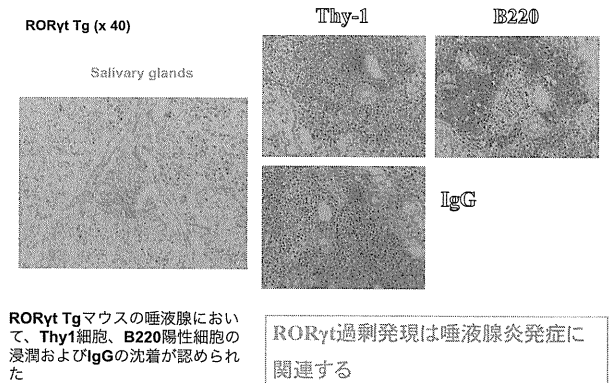 RORγt Tg (x 40)
Salivary glands
Thy-1
B220
IgG
RORγt Tgマウスの唾液腺におい
て、Thy1細胞、B220陽性細胞の
浸潤およびIgGの沈着が認められ
た
RORγt過剰発現は唾液腺炎発症に
関連する